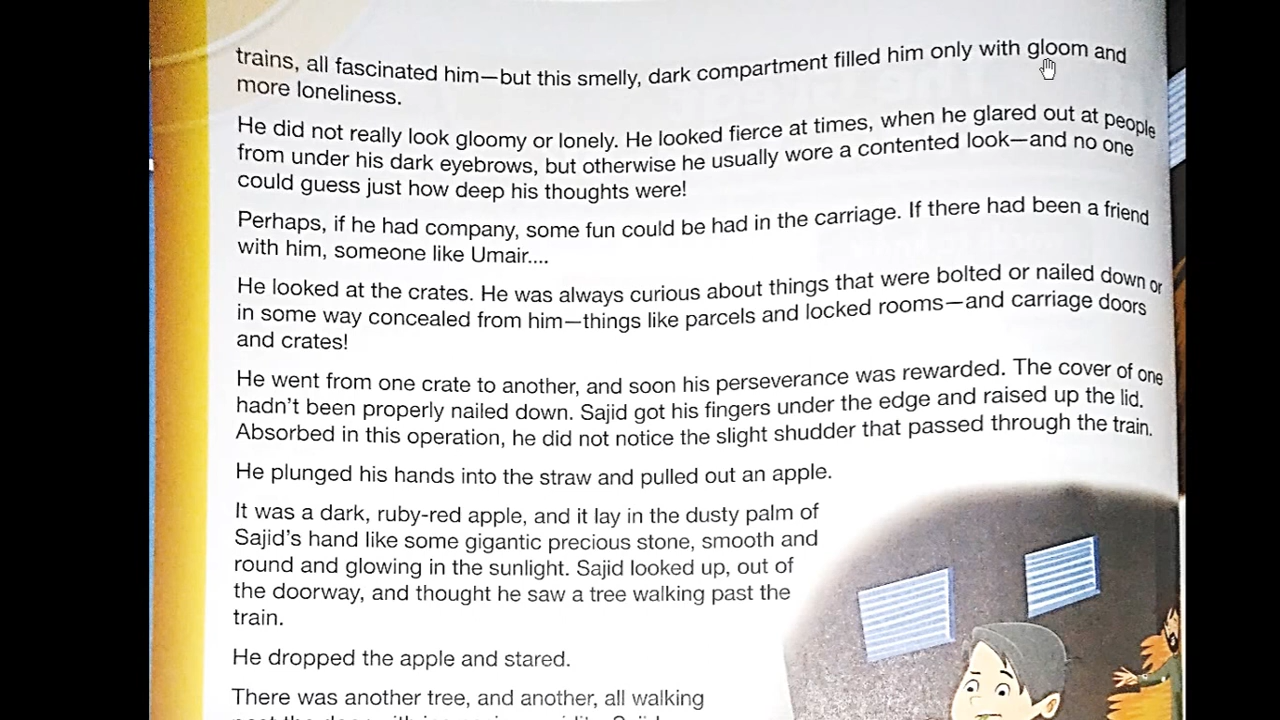 trains, all fascinated him—but this smelly, dark compartment filled him only with gloom and
more loneliness.
He did not really look gloomy or lonely. He looked fierce at times, when he glared out at people
from under his dark eyebrows, but otherwise he usually wore a contented look—and no one
could guess just how deep his thoughts were!
Perhaps, if he had company, some fun could be had in the carriage. If there had been a friend
with him, someone like Umair....
He looked at the crates. He was always curious about things that were bolted or nailed down or
in some way concealed from him—things like parcels and locked rooms—and carriage doors
and crates!
He went from one crate to another, and soon his perseverance was rewarded. The cover of one
hadn't been properly nailed down. Sajid got his fingers under the edge and raised up the lid.
Absorbed in this operation, he did not notice the slight shudder that passed through the train.
He plunged his hands into the straw and pulled out an apple.
It was a dark, ruby-red apple, and it lay in the dusty palm of
Sajid's hand like some gigantic precious stone, smooth and
round and glowing in the sunlight. Sajid looked up, out of
the doorway, and thought he saw a tree walking past the
train.
He dropped the apple and stared.
There was another tree, and another, all walking